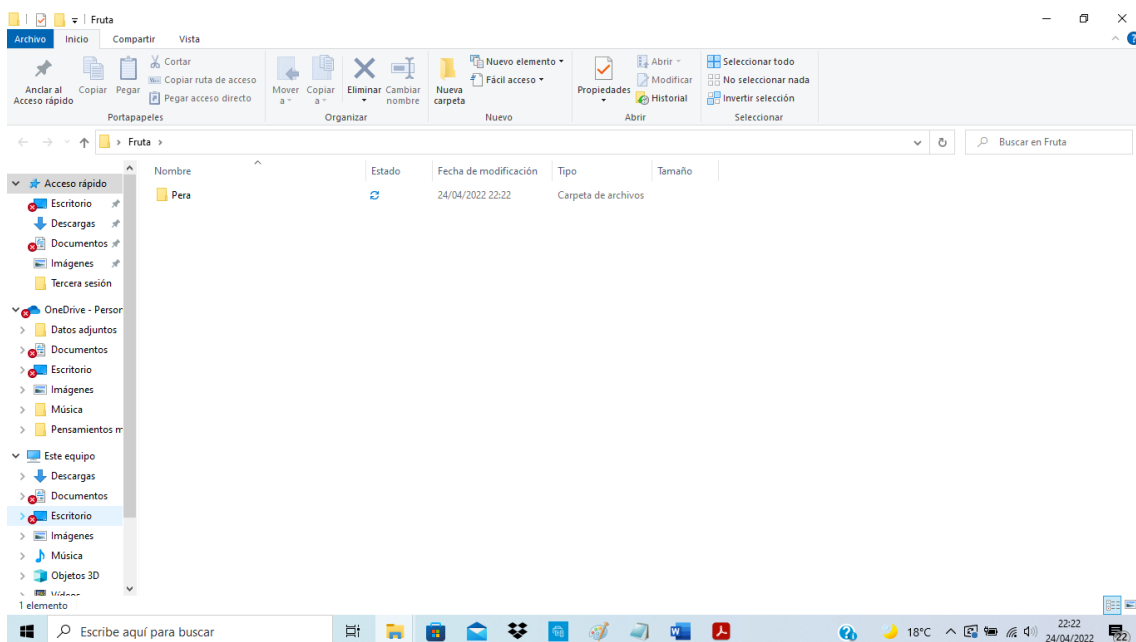 Fruta
Archivo Inicio Compartir Vista
Anclar al Acceso rápido
Copiar
Pegar
Cortar
Copiar ruta de acceso
Pegar acceso directo
Portapapeles
Mover a
Copiar a
Eliminar
Cambiar nombre
Organizar
Nueva carpeta
Nuevo elemento
Fácil acceso
Nuevo
Propiedades
Abrir
Modificar
Historial
Abrir
Seleccionar todo
No seleccionar nada
Invertir selección
Seleccionar
Fruta
Buscar en Fruta
Nombre Estado Fecha de modificación Tipo Tamaño
Pera 24/04/2022 22:22 Carpeta de archivos
Acceso rápido
Escritorio
Descargas
Documentos
Imágenes
Tercera sesión
OneDrive - Person
Datos adjuntos
Documentos
Escritorio
Imágenes
Música
Pensamientos m
Este equipo
Descargas
Documentos
Escritorio
Imágenes
Música
Objetos 3D
1 elemento
Escribe aquí para buscar
18°C
22:22
24/04/2022
22